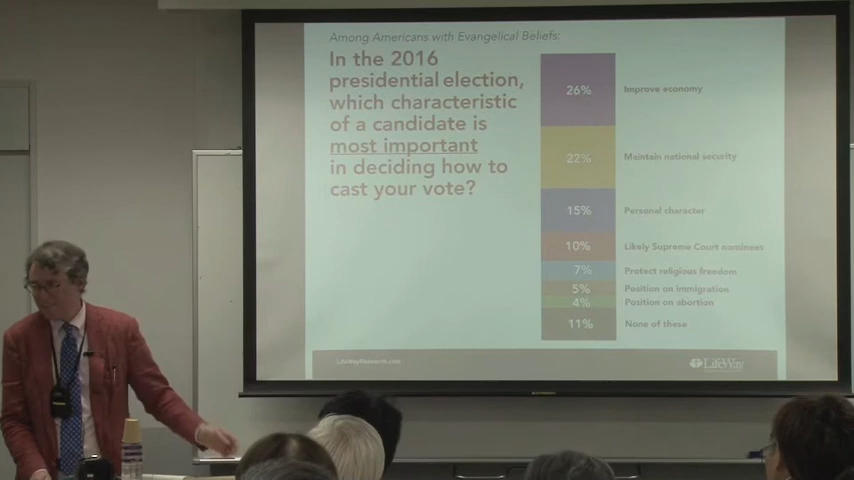 Among Americans with Evangelical Beliefs:
In the 2016
presidential election,
which characteristic
of a candidate is
most important
in deciding how to
cast your vote?
26% Improve economy
22% Maintain national security
15% Personal character
10% Likely Supreme Court nominees
7% Protect religious freedom
5% Position on immigration
4% Position on abortion
11% None of these
LifeWayResearch.com
LifeWay